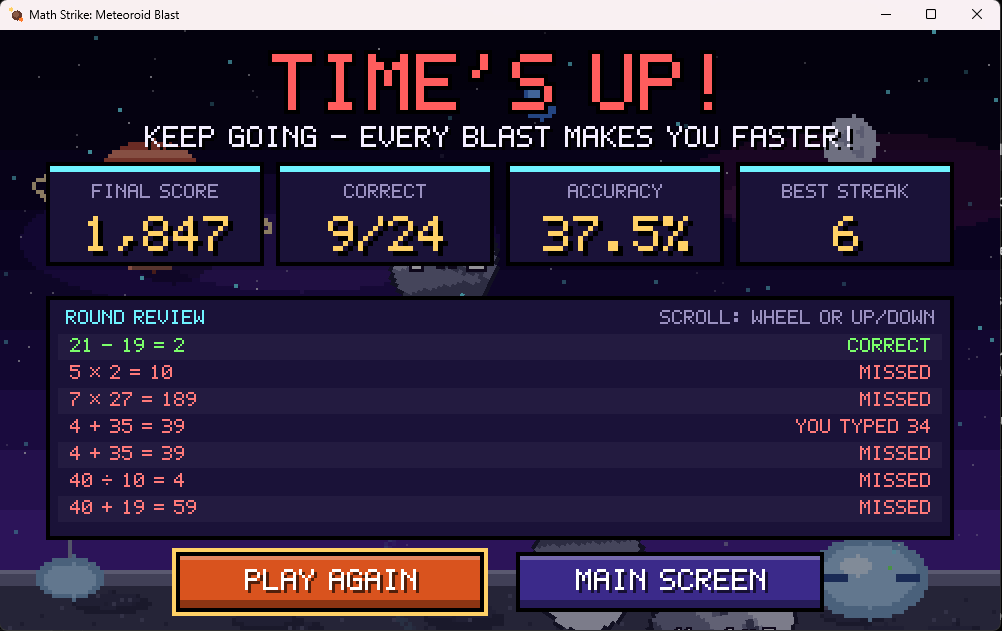 Math Strike: Meteoroid Blast
TIME'S UP!
KEEP GOING - EVERY BLAST MAKES YOU FASTER!
FINAL SCORE
1,847
CORRECT
9/24
ACCURACY
37.5%
BEST STREAK
6
ROUND REVIEW SCROLL: WHEEL OR UP/DOWN
21 - 19 = 2 CORRECT
5 × 2 = 10 MISSED
7 × 27 = 189 MISSED
4 + 35 = 39 YOU TYPED 34
4 + 35 = 39 MISSED
40 ÷ 10 = 4 MISSED
40 + 19 = 59 MISSED
PLAY AGAIN MAIN SCREEN